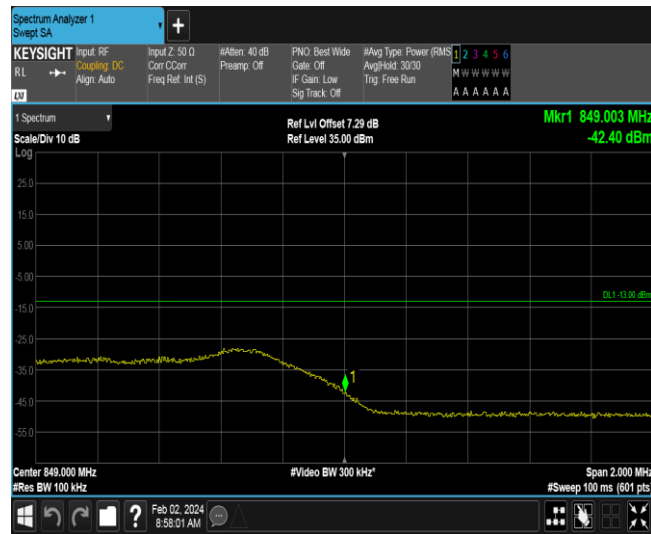 Spectrum Analyzer 1
Swept SA
+
KEYSIGHT Input: RF Input Z: 50 Ω #Atten: 40 dB PNO: Best Wide #Avg Type: Power (RMS 1 2 3 4 5 6
RL Coupling: DC Corr CCorr Preamp: Off Gate: Off Avg|Hold: 30/30 M W W W W W
Align: Auto Freq Ref: Int (S) IF Gain: Low Trig: Free Run
Sig Track: Off A A A A A A
LXI
1 Spectrum Ref Lvl Offset 7.29 dB Mkr1 849.003 MHz
Scale/Div 10 dB Ref Level 35.00 dBm -42.40 dBm
Log
25.0
15.0
5.00
-5.00
DL1 -13.00 dBm
-15.0
-25.0
-35.0
1
-45.0
-55.0
Center 849.000 MHz #Video BW 300 kHz* Span 2.000 MHz
#Res BW 100 kHz #Sweep 100 ms (601 pts
? Feb 02, 2024
8:58:01 AM